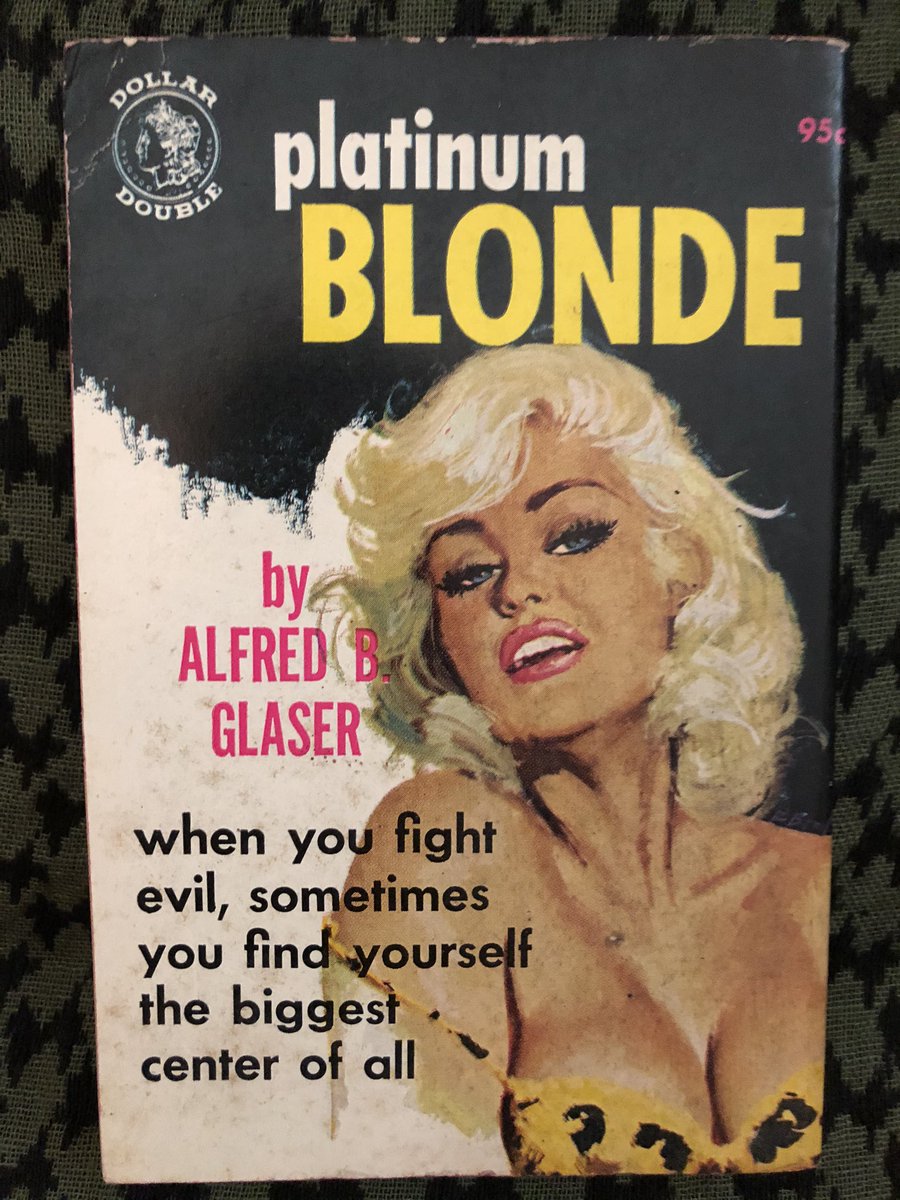 DOLLAR
DOUBLE
95¢
platinum
BLONDE
by
ALFRED B.
GLASER
when you fight
evil, sometimes
you find yourself
the biggest
center of all